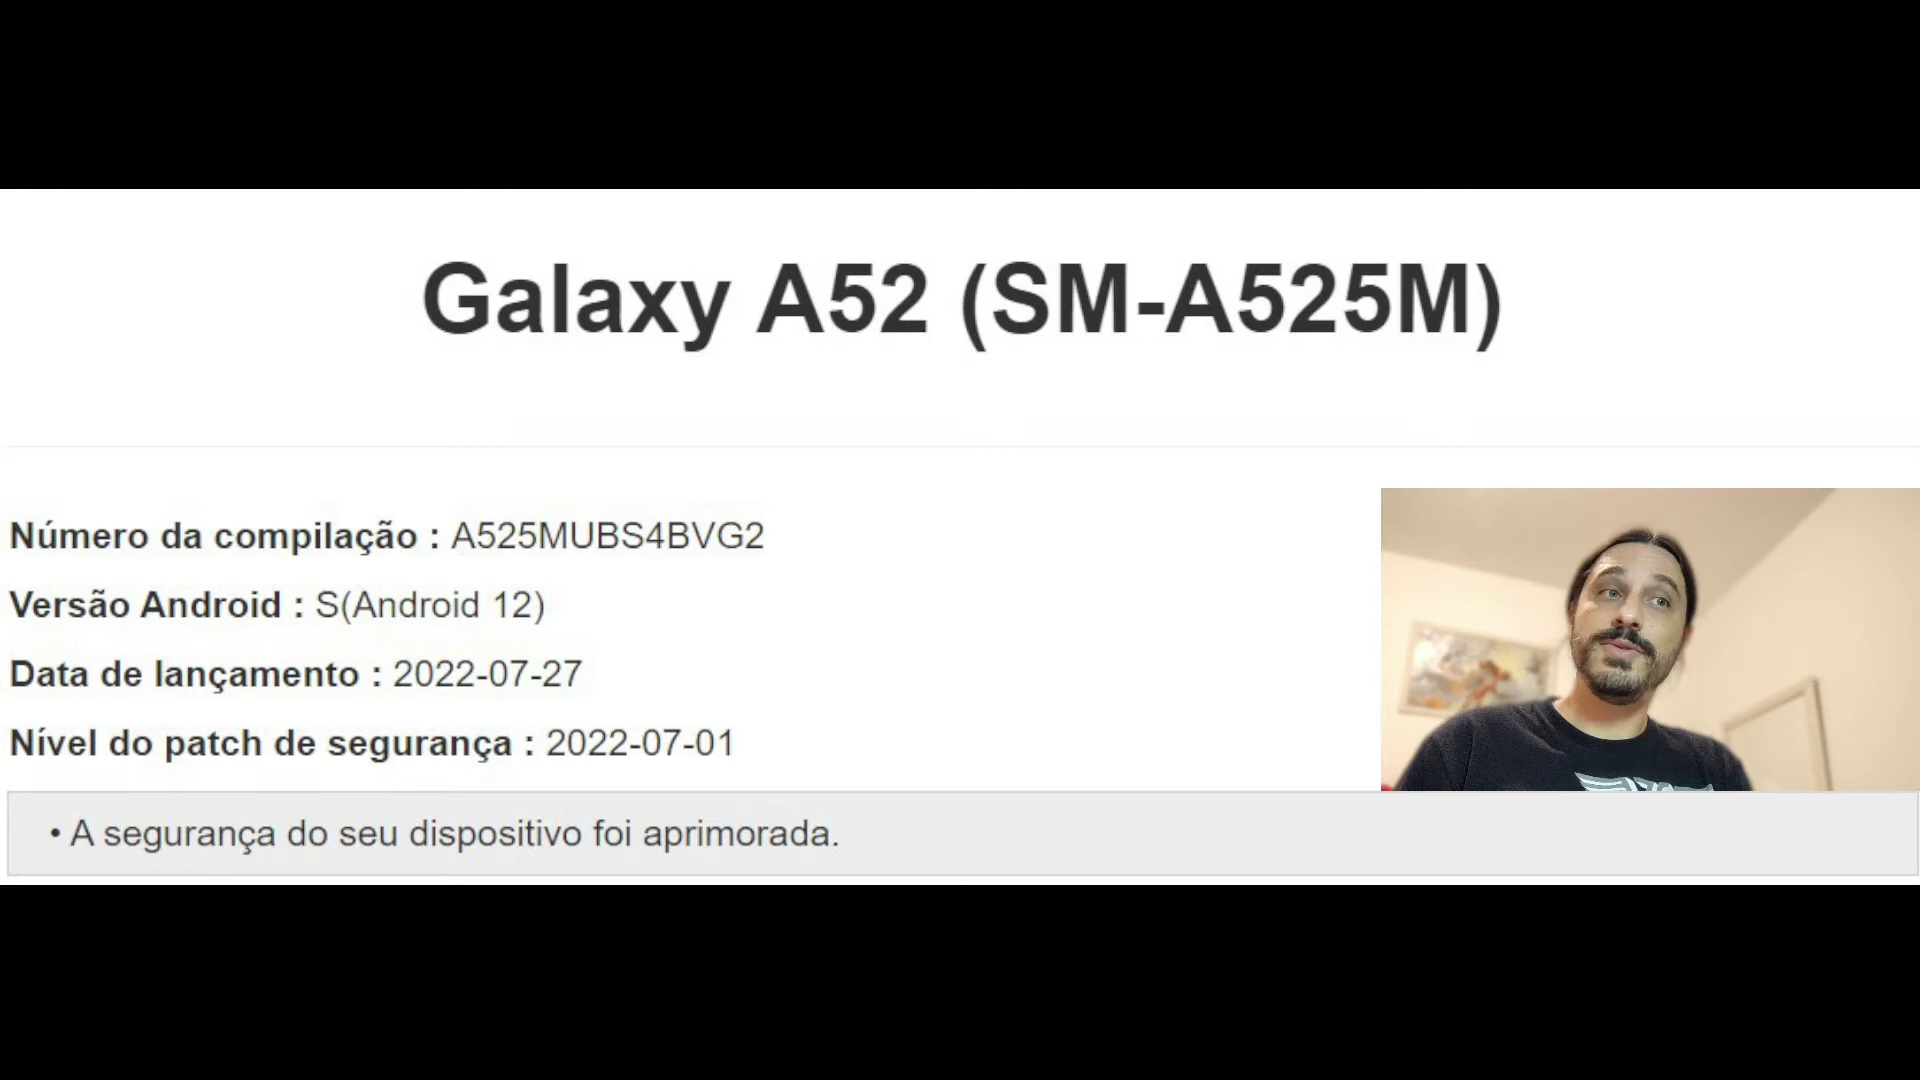 Galaxy A52 (SM-A525M)
Número da compilação : A525MUBS4BVG2
Versão Android : S(Android 12)
Data de lançamento : 2022-07-27
Nível do patch de segurança : 2022-07-01
• A segurança do seu dispositivo foi aprimorada.